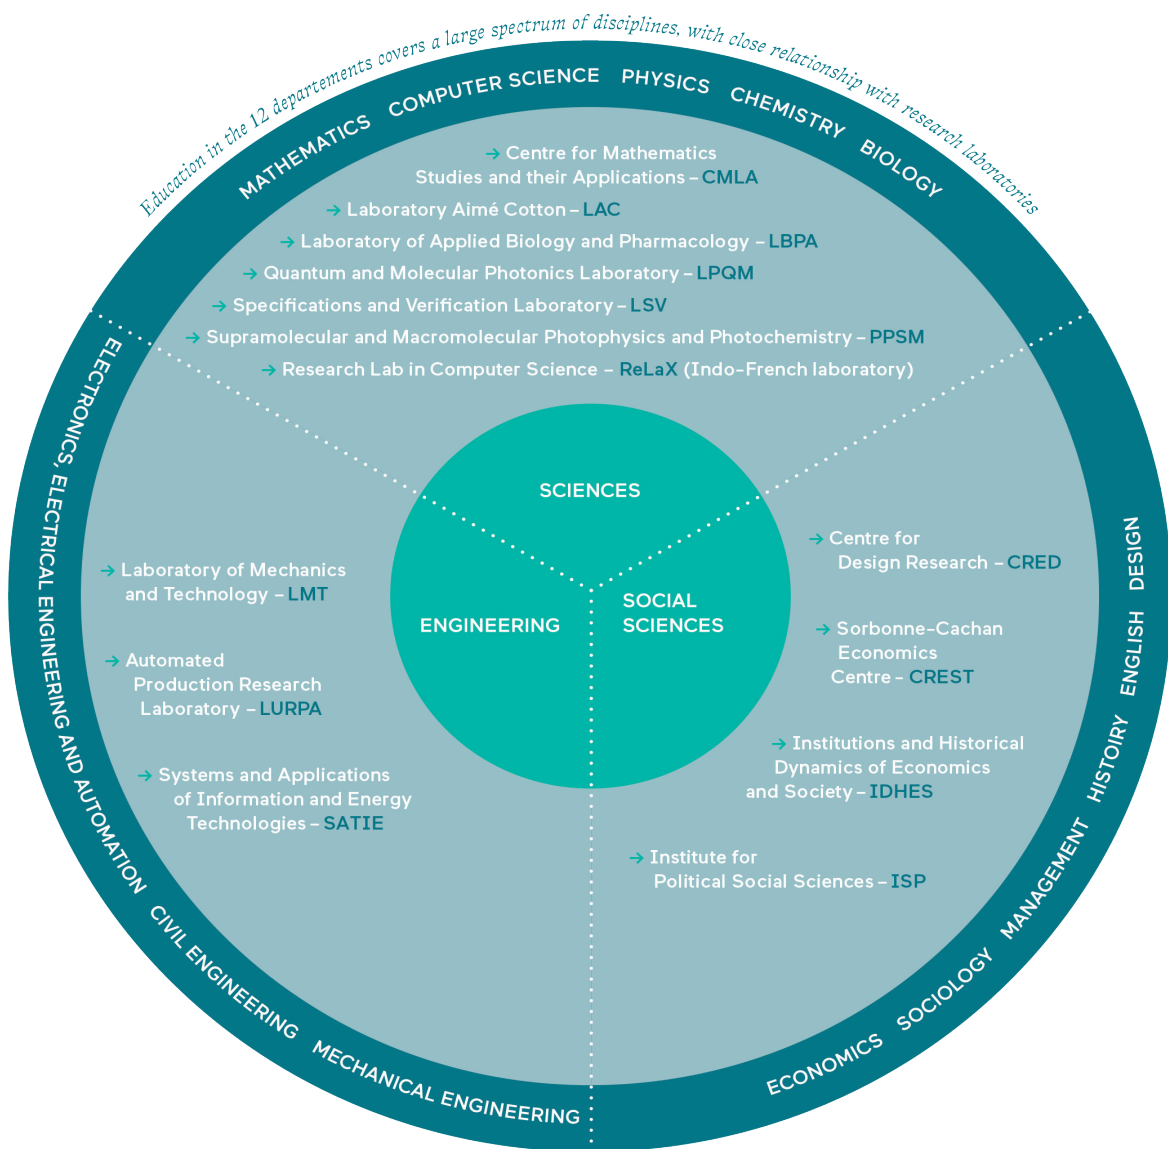 Education in the 12 departements covers a large spectrum of disciplines, with close relationship with research laboratories
MATHEMATICS COMPUTER SCIENCE PHYSICS CHEMISTRY BIOLOGY
→ Centre for Mathematics
Studies and their Applications – CMLA
→ Laboratory Aimé Cotton – LAC
→ Laboratory of Applied Biology and Pharmacology – LBPA
→ Quantum and Molecular Photonics Laboratory – LPQM
→ Specifications and Verification Laboratory – LSV
→ Supramolecular and Macromolecular Photophysics and Photochemistry – PPSM
→ Research Lab in Computer Science – ReLaX (Indo-French laboratory)
SCIENCES
ENGINEERING
SOCIAL
SCIENCES
ELECTRONICS, ELECTRICAL ENGINEERING AND AUTOMATION CIVIL ENGINEERING MECHANICAL ENGINEERING
→ Laboratory of Mechanics
and Technology – LMT
→ Automated
Production Research
Laboratory – LURPA
→ Systems and Applications
of Information and Energy
Technologies – SATIE
→ Centre for
Design Research – CRED
→ Sorbonne-Cachan
Economics
Centre - CREST
→ Institutions and Historical
Dynamics of Economics
and Society – IDHES
→ Institute for
Political Social Sciences – ISP
ECONOMICS SOCIOLOGY MANAGEMENT HISTOIRY ENGLISH DESIGN